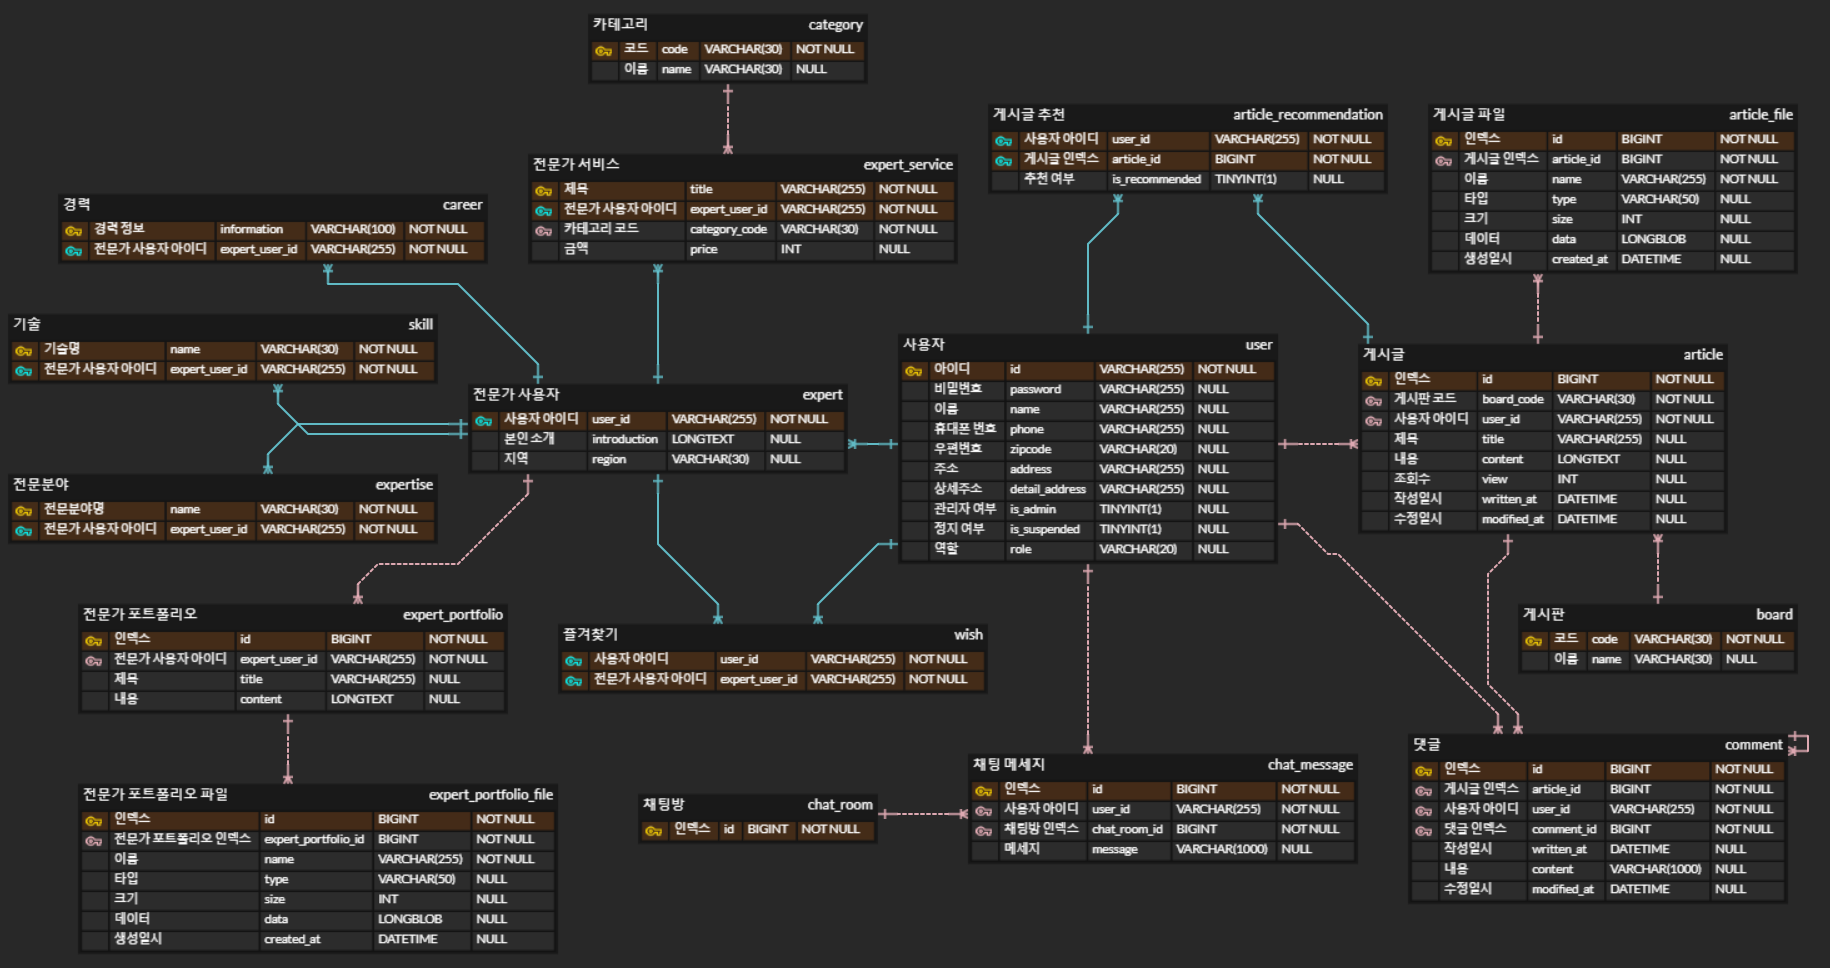 카테고리 category
코드 code VARCHAR(30) NOT NULL
이름 name VARCHAR(30) NULL
게시글 추천 article_recommendation
사용자 아이디 user_id VARCHAR(255) NOT NULL
게시글 인덱스 article_id BIGINT NOT NULL
추천 여부 is_recommended TINYINT(1) NULL
게시글 파일 article_file
인덱스 id BIGINT NOT NULL
게시글 인덱스 article_id BIGINT NOT NULL
이름 name VARCHAR(255) NOT NULL
타입 type VARCHAR(50) NULL
크기 size INT NULL
데이터 data LONGBLOB NULL
생성일시 created_at DATETIME NULL
전문가 서비스 expert_service
제목 title VARCHAR(255) NOT NULL
전문가 사용자 아이디 expert_user_id VARCHAR(255) NOT NULL
카테고리 코드 category_code VARCHAR(30) NOT NULL
금액 price INT NULL
경력 career
경력 정보 information VARCHAR(100) NOT NULL
전문가 사용자 아이디 expert_user_id VARCHAR(255) NOT NULL
기술 skill
기술명 name VARCHAR(30) NOT NULL
전문가 사용자 아이디 expert_user_id VARCHAR(255) NOT NULL
사용자 user
아이디 id VARCHAR(255) NOT NULL
비밀번호 password VARCHAR(255) NULL
이름 name VARCHAR(255) NULL
휴대폰 번호 phone VARCHAR(255) NULL
우편번호 zipcode VARCHAR(20) NULL
주소 address VARCHAR(255) NULL
상세주소 detail_address VARCHAR(255) NULL
관리자 여부 is_admin TINYINT(1) NULL
정지 여부 is_suspended TINYINT(1) NULL
역할 role VARCHAR(20) NULL
게시글 article
인덱스 id BIGINT NOT NULL
게시판 코드 board_code VARCHAR(30) NOT NULL
사용자 아이디 user_id VARCHAR(255) NOT NULL
제목 title VARCHAR(255) NULL
내용 content LONGTEXT NULL
조회수 view INT NULL
작성일시 written_at DATETIME NULL
수정일시 modified_at DATETIME NULL
전문가 사용자 expert
사용자 아이디 user_id VARCHAR(255) NOT NULL
본인 소개 introduction LONGTEXT NULL
지역 region VARCHAR(30) NULL
전문분야 expertise
전문분야명 name VARCHAR(30) NOT NULL
전문가 사용자 아이디 expert_user_id VARCHAR(255) NOT NULL
전문가 포트폴리오 expert_portfolio
인덱스 id BIGINT NOT NULL
전문가 사용자 아이디 expert_user_id VARCHAR(255) NOT NULL
제목 title VARCHAR(255) NULL
내용 content LONGTEXT NULL
즐겨찾기 wish
사용자 아이디 user_id VARCHAR(255) NOT NULL
전문가 사용자 아이디 expert_user_id VARCHAR(255) NOT NULL
게시판 board
코드 code VARCHAR(30) NOT NULL
이름 name VARCHAR(30) NULL
전문가 포트폴리오 파일 expert_portfolio_file
인덱스 id BIGINT NOT NULL
전문가 포트폴리오 인덱스 expert_portfolio_id BIGINT NOT NULL
이름 name VARCHAR(255) NOT NULL
타입 type VARCHAR(50) NULL
크기 size INT NULL
데이터 data LONGBLOB NULL
생성일시 created_at DATETIME NULL
채팅방 chat_room
인덱스 id BIGINT NOT NULL
채팅 메세지 chat_message
인덱스 id BIGINT NOT NULL
사용자 아이디 user_id VARCHAR(255) NOT NULL
채팅방 인덱스 chat_room_id BIGINT NOT NULL
메세지 message VARCHAR(1000) NULL
댓글 comment
인덱스 id BIGINT NOT NULL
게시글 인덱스 article_id BIGINT NOT NULL
사용자 아이디 user_id VARCHAR(255) NOT NULL
댓글 인덱스 comment_id BIGINT NOT NULL
작성일시 written_at DATETIME NULL
내용 content VARCHAR(1000) NULL
수정일시 modified_at DATETIME NULL